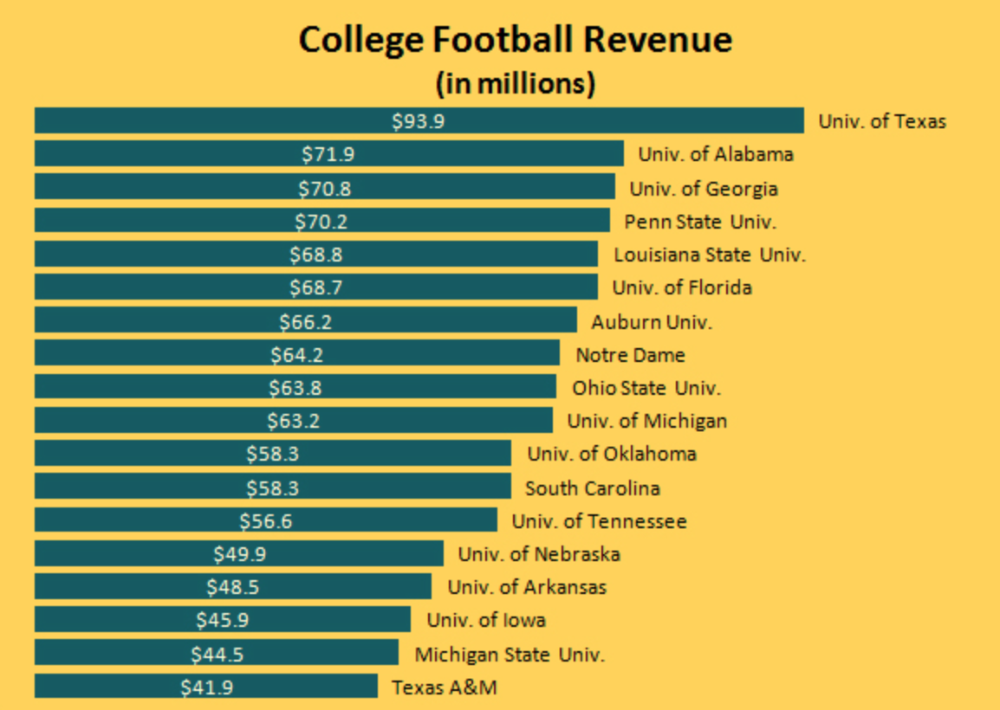 College Football Revenue
(in millions)
$93.9 Univ. of Texas
$71.9 Univ. of Alabama
$70.8 Univ. of Georgia
$70.2 Penn State Univ.
$68.8 Louisiana State Univ.
$68.7 Univ. of Florida
$66.2 Auburn Univ.
$64.2 Notre Dame
$63.8 Ohio State Univ.
$63.2 Univ. of Michigan
$58.3 Univ. of Oklahoma
$58.3 South Carolina
$56.6 Univ. of Tennessee
$49.9 Univ. of Nebraska
$48.5 Univ. of Arkansas
$45.9 Univ. of Iowa
$44.5 Michigan State Univ.
$41.9 Texas A&M